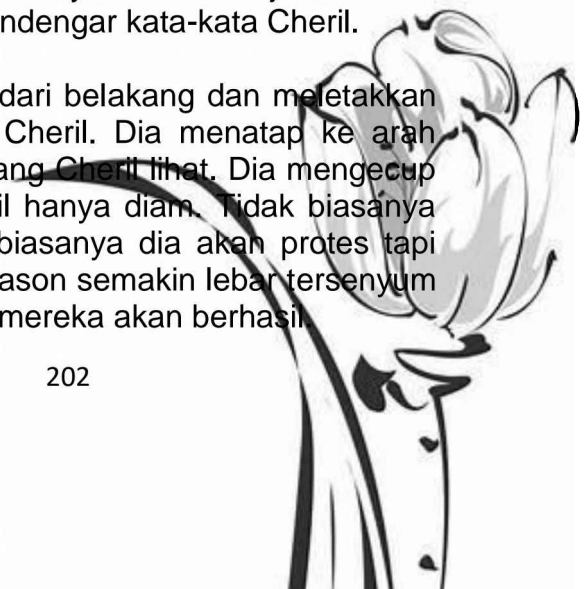 ndengar kata-kata Cheril.
dari belakang dan meletakkan
Cheril. Dia menatap ke arah
ang Cheril lihat. Dia mengecup
il hanya diam. Tidak biasanya
biasanya dia akan protes tapi
ason semakin lebar tersenyum
mereka akan berhasil.
202